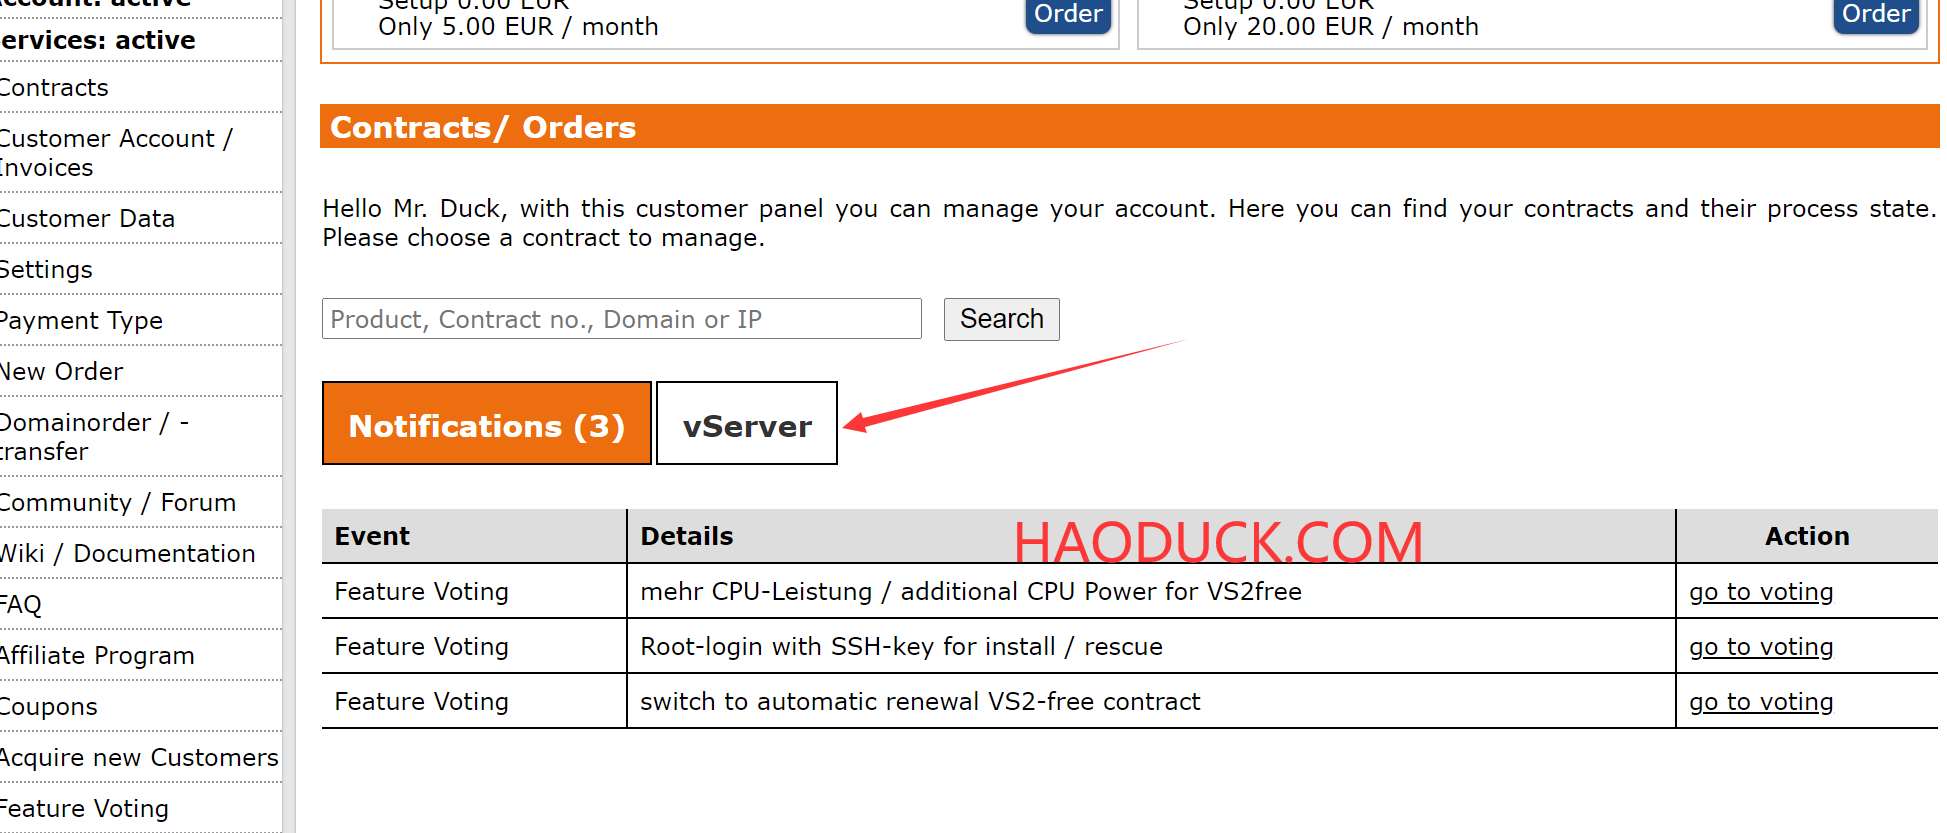 account: active
ervices: active
Contracts
Customer Account /
Invoices
Customer Data
Settings
Payment Type
New Order
Domainorder / -
transfer
Community / Forum
Wiki / Documentation
FAQ
Affiliate Program
Coupons
Acquire new Customers
Feature Voting
Setup 0.00 EUR
Only 5.00 EUR / month
Order
Setup 0.00 EUR
Only 20.00 EUR / month
Order
Contracts/ Orders
Hello Mr. Duck, with this customer panel you can manage your account. Here you can find your contracts and their process state.
Please choose a contract to manage.
Product, Contract no., Domain or IP
Search
Notifications (3)
vServer
Event Details Action
HAODUCK.COM
Feature Voting mehr CPU-Leistung / additional CPU Power for VS2free go to voting
Feature Voting Root-login with SSH-key for install / rescue go to voting
Feature Voting switch to automatic renewal VS2-free contract go to voting